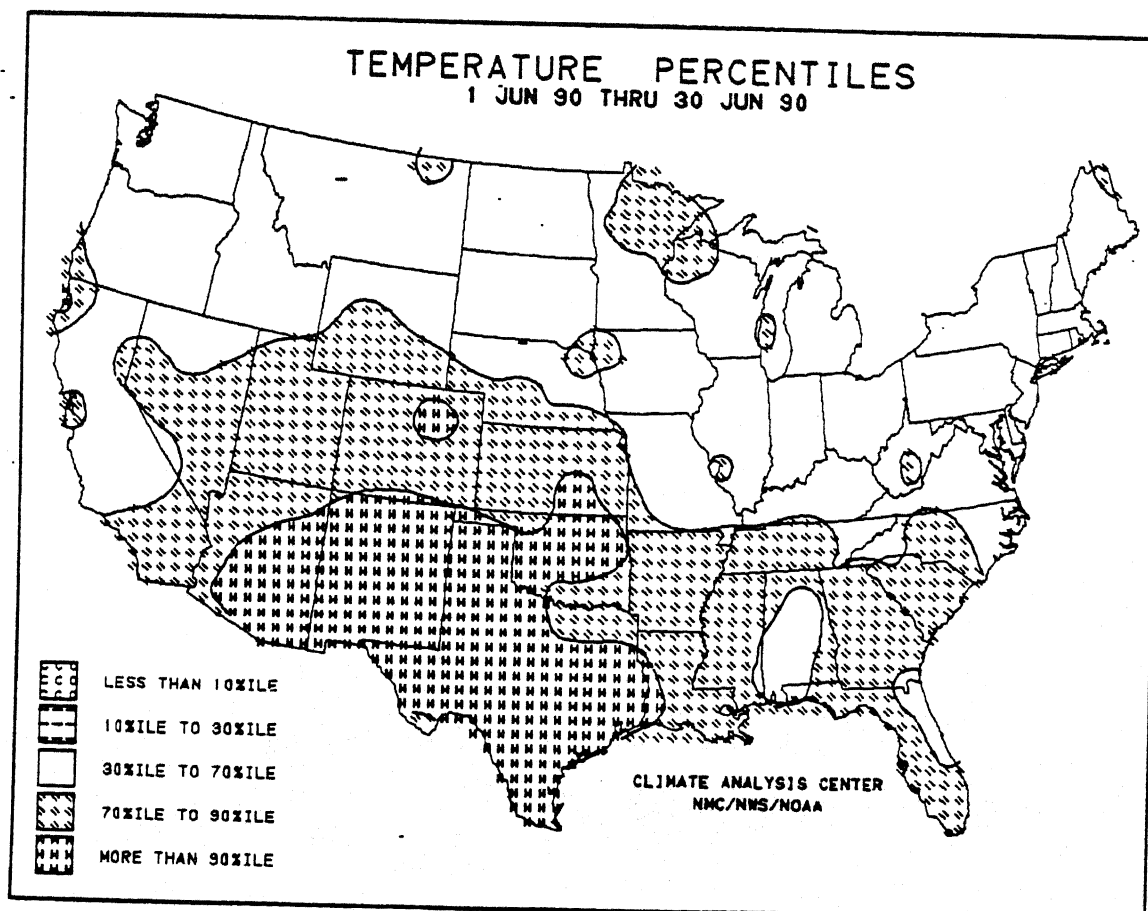 TEMPERATURE PERCENTILES
1 JUN 90 THRU 30 JUN 90
LESS THAN 10%ILE
10%ILE TO 30%ILE
30%ILE TO 70%ILE
70%ILE TO 90%ILE
MORE THAN 90%ILE
CLIMATE ANALYSIS CENTER
NMC/NWS/NOAA